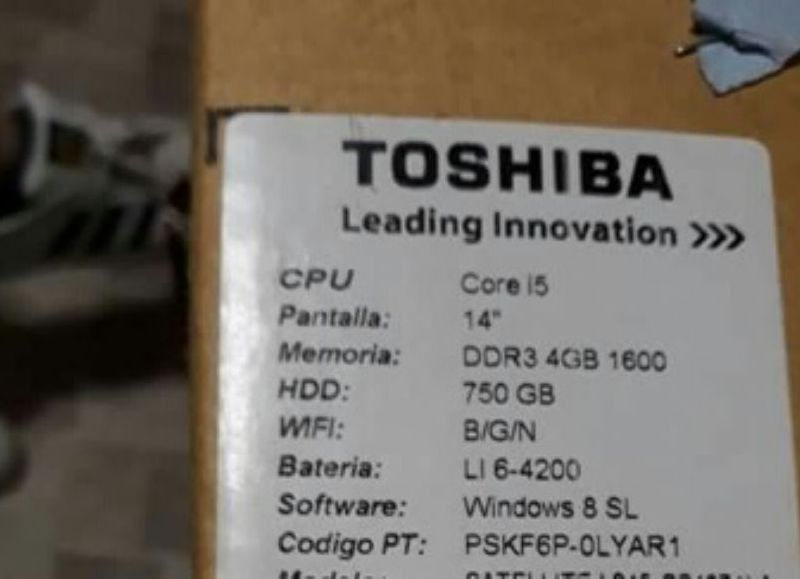 TOSHIBA
Leading Innovation >>>
CPU Core i5
Pantalla: 14"
Memoria: DDR3 4GB 1600
HDD: 750 GB
WIFI: B/G/N
Bateria: LI 6-4200
Software: Windows 8 SL
Codigo PT: PSKF6P-0LYAR1